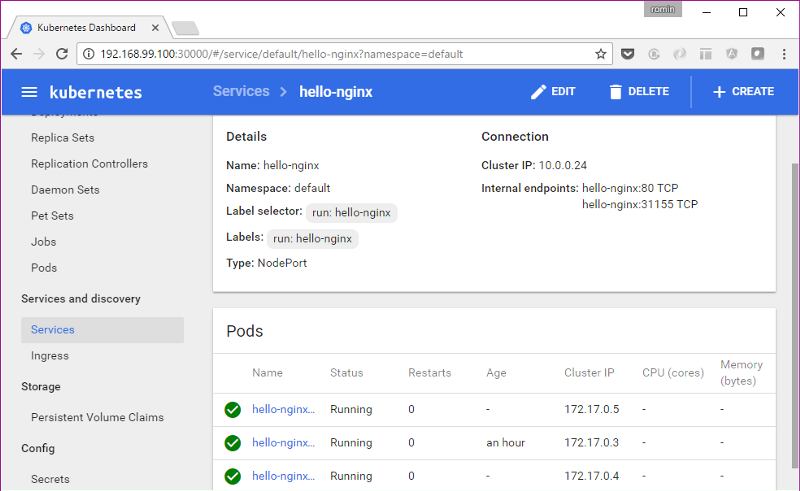 romin
Kubernetes Dashboard
192.168.99.100:30000/#/service/default/hello-nginx?namespace=default
kubernetes
Services > hello-nginx
EDIT
DELETE
+ CREATE
Deployments
Replica Sets
Replication Controllers
Daemon Sets
Pet Sets
Jobs
Pods
Services and discovery
Services
Ingress
Storage
Persistent Volume Claims
Config
Secrets
Details
Name: hello-nginx
Namespace: default
Label selector: run: hello-nginx
Labels: run: hello-nginx
Type: NodePort
Connection
Cluster IP: 10.0.0.24
Internal endpoints: hello-nginx:80 TCP
hello-nginx:31155 TCP
Pods
Name Status Restarts Age Cluster IP CPU (cores) Memory (bytes)
hello-nginx... Running 0 - 172.17.0.5 - -
hello-nginx... Running 0 an hour 172.17.0.3 - -
hello-nginx... Running 0 - 172.17.0.4 - -